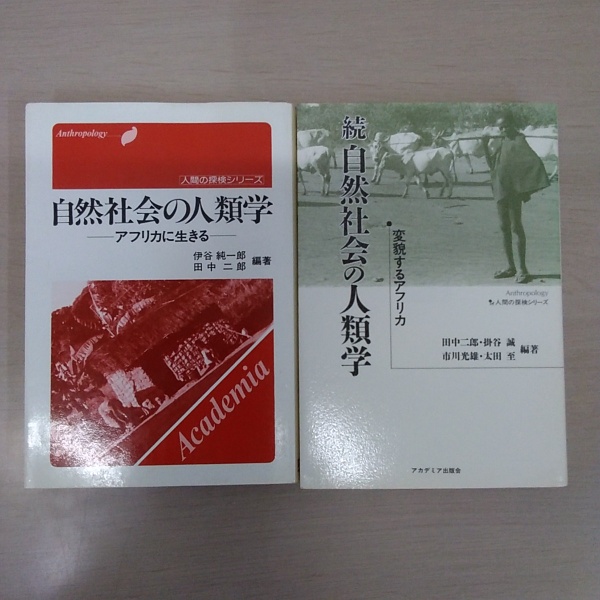 Anthropology
人間の探検シリーズ
自然社会の人類学
―アフリカに生きる―
伊谷 純一郎
田中 二郎
編著
Academia
続 自然社会の人類学
変貌するアフリカ
Anthropology
人間の探検シリーズ
田中二郎・掛谷 誠
市川光雄・太田 至
編著
アカデミア出版会